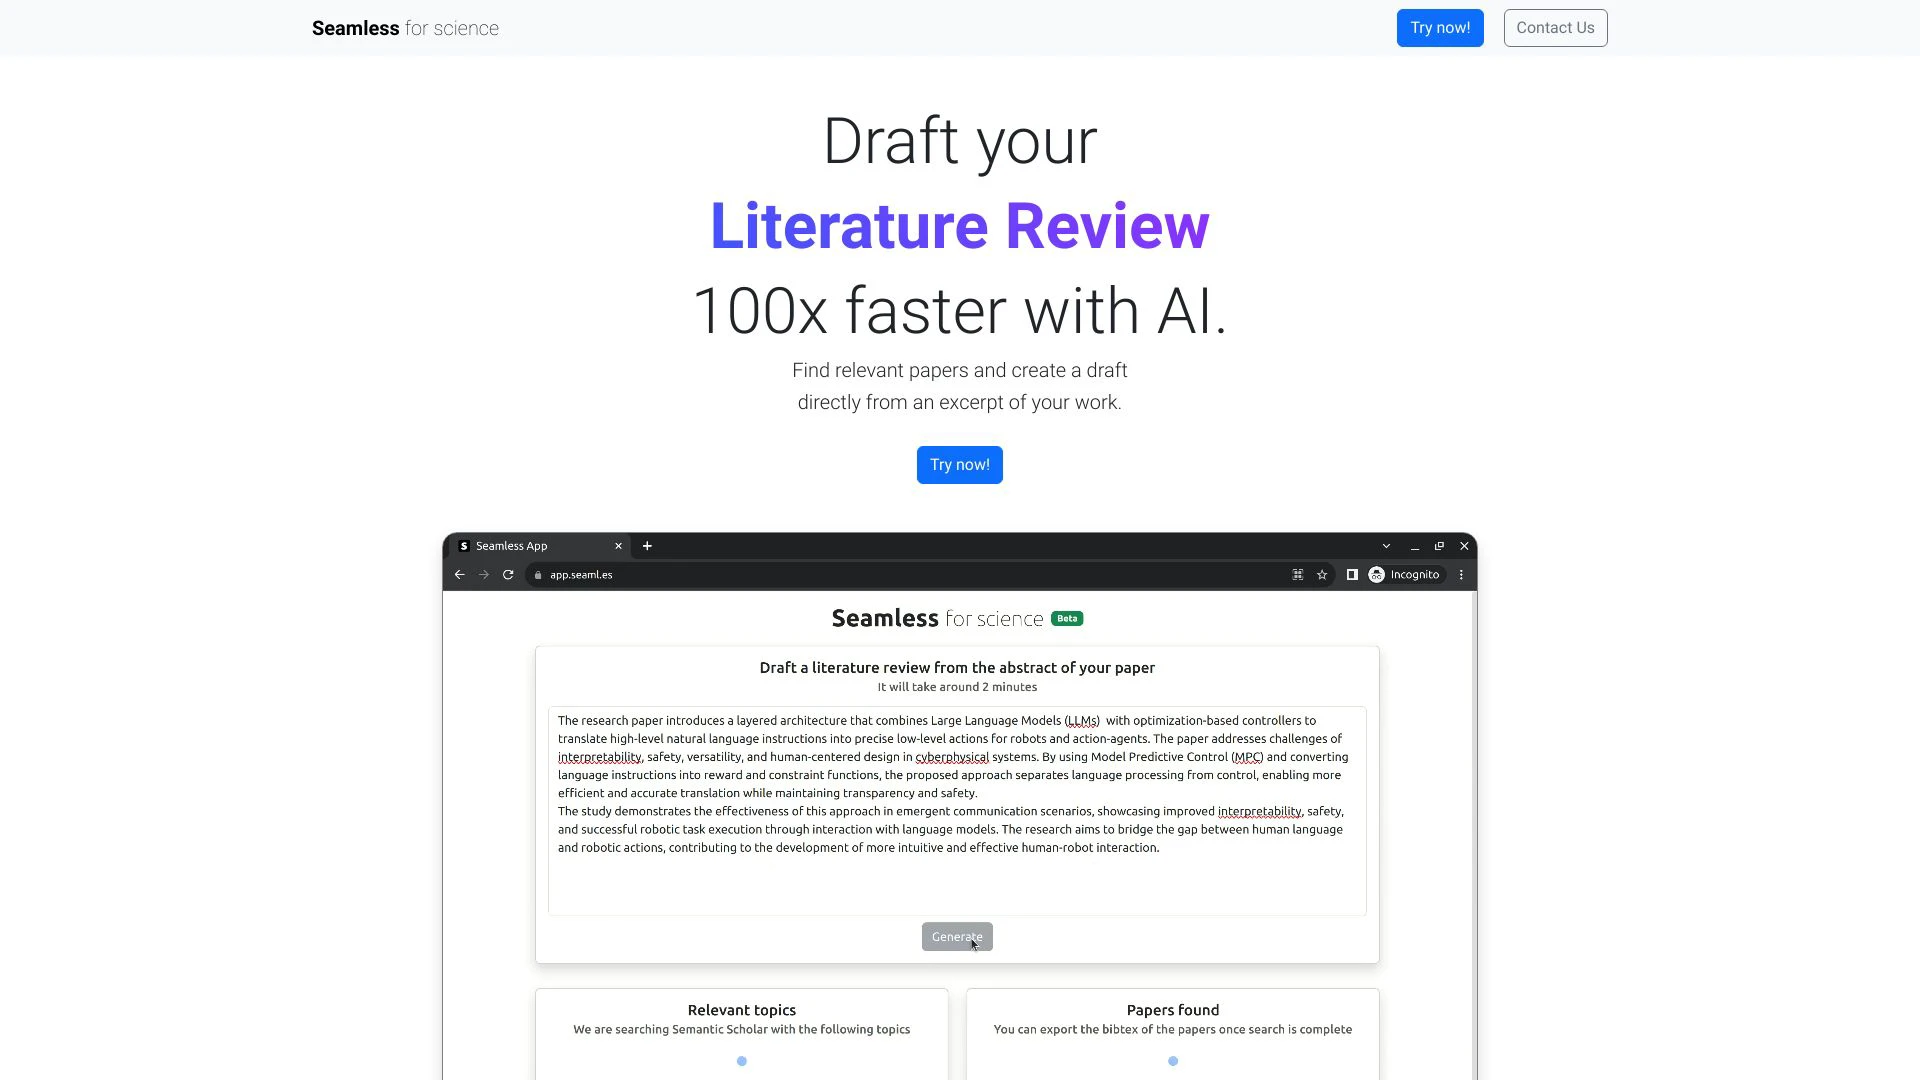 Seamless for science
Try now!
Contact Us
Draft your
Literature Review
100x faster with AI.
Find relevant papers and create a draft
directly from an excerpt of your work.
Try now!
S Seamless App
app.seaml.es
Incognito
Seamless for science Beta
Draft a literature review from the abstract of your paper
It will take around 2 minutes
The research paper introduces a layered architecture that combines Large Language Models (LLMs) with optimization-based controllers to
translate high-level natural language instructions into precise low-level actions for robots and action-agents. The paper addresses challenges of
interpretability, safety, versatility, and human-centered design in cyberphysical systems. By using Model Predictive Control (MPC) and converting
language instructions into reward and constraint functions, the proposed approach separates language processing from control, enabling more
efficient and accurate translation while maintaining transparency and safety.
The study demonstrates the effectiveness of this approach in emergent communication scenarios, showcasing improved interpretability, safety,
and successful robotic task execution through interaction with language models. The research aims to bridge the gap between human language
and robotic actions, contributing to the development of more intuitive and effective human-robot interaction.
Generate
Relevant topics
We are searching Semantic Scholar with the following topics
Papers found
You can export the bibtex of the papers once search is complete